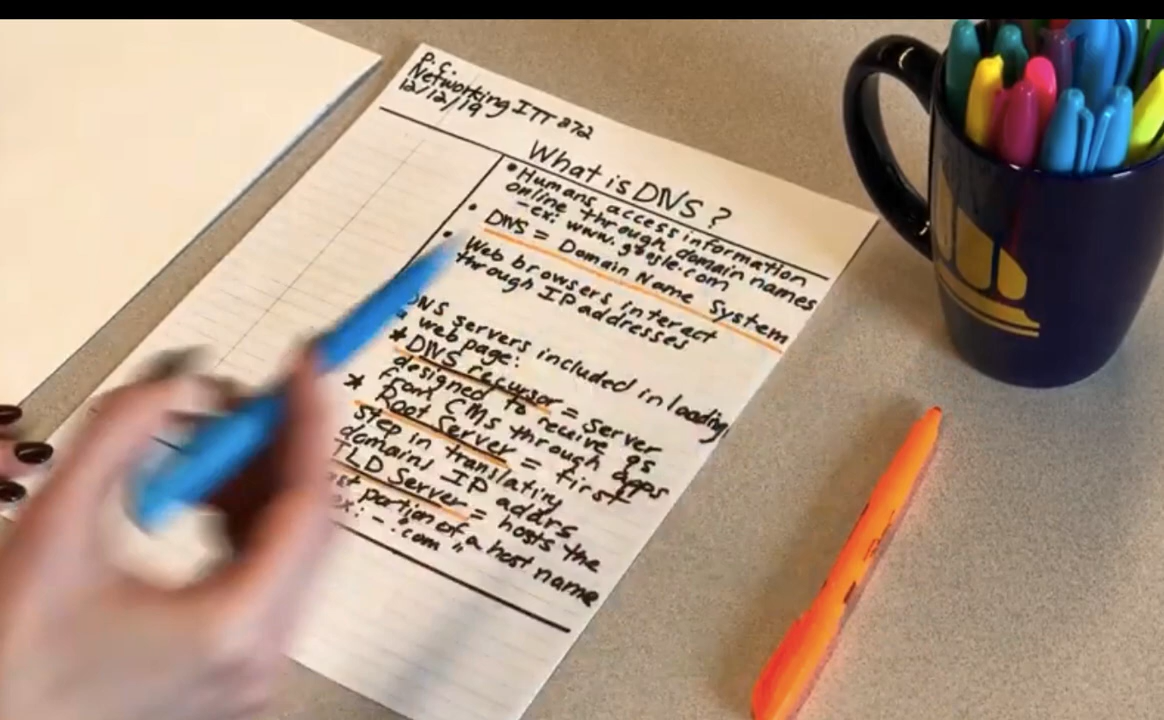 P.C.
Networking ITT 272
12/12/19
What is DNS?
• Humans access information
online through domain names
- ex: www.google.com
• DNS = Domain Name System
• Web browsers interact
through IP addresses
DNS servers included in loading
a webpage:
* DNS recursor = server
designed to receive qs
from CMs through apps
* Root Server = first
step in translating
domains IP addrs
TLD Server = hosts the
portion of a host name
ex: - ".com"